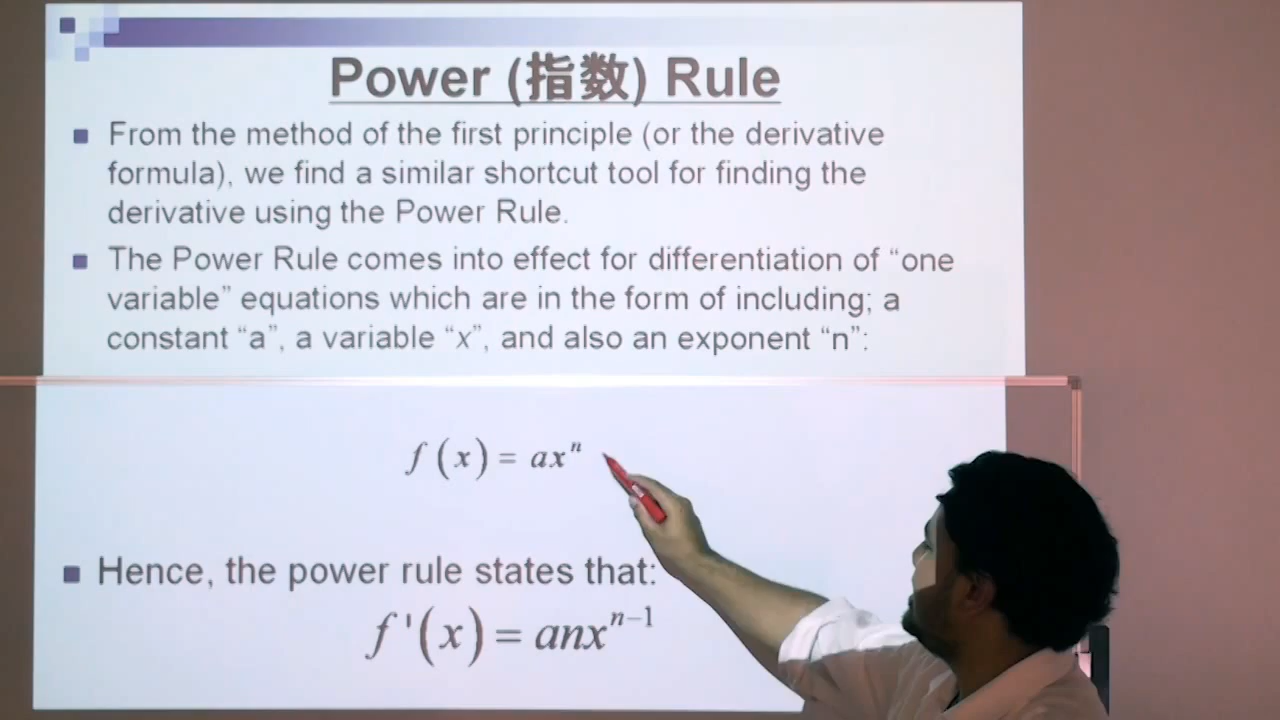 Power (指数) Rule
From the method of the first principle (or the derivative
formula), we find a similar shortcut tool for finding the
derivative using the Power Rule.
The Power Rule comes into effect for differentiation of “one
variable” equations which are in the form of including; a
constant “a”, a variable “x”, and also an exponent “n”:
f(x) = axⁿ
Hence, the power rule states that:
f'(x) = anxⁿ⁻¹